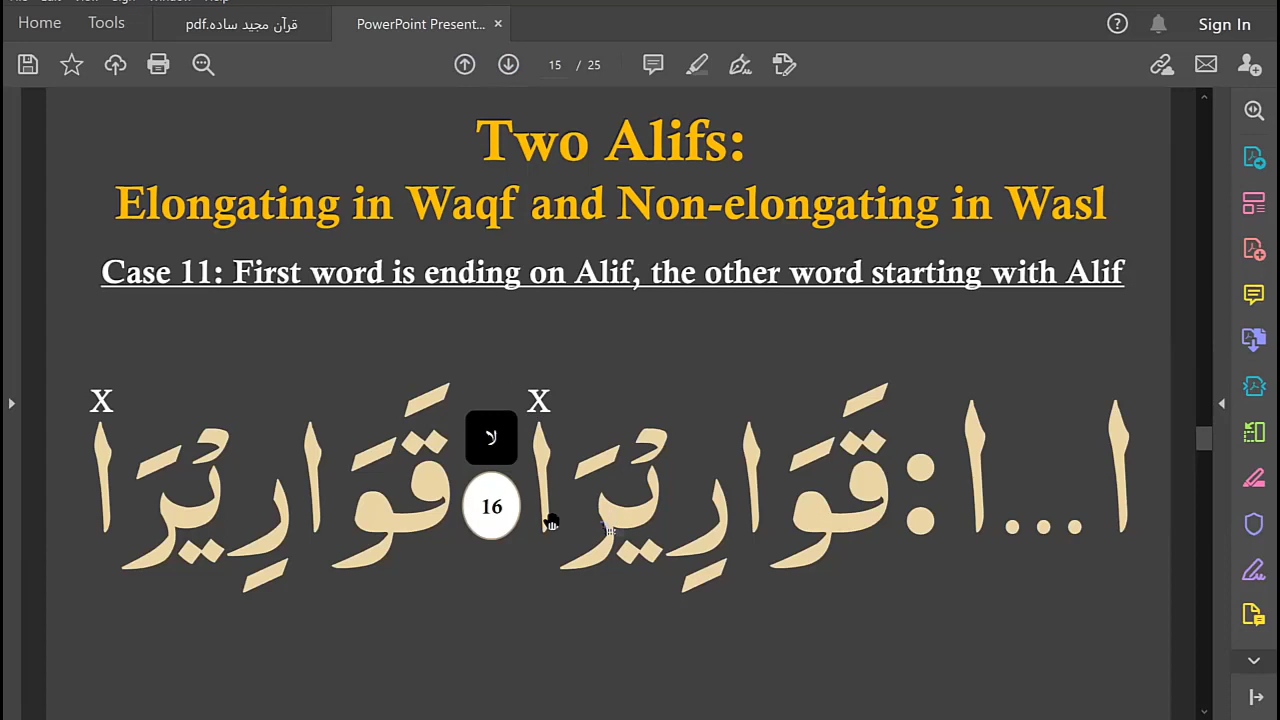 Home Tools قرآن مجید ساده.pdf PowerPoint Present... × Sign In
15 / 25
Two Alifs:
Elongating in Waqf and Non-elongating in Wasl
Case 11: First word is ending on Alif, the other word starting with Alif
x x
ا...ا: قَوَارِيْرَا لا 16 قَوَارِيْرَا